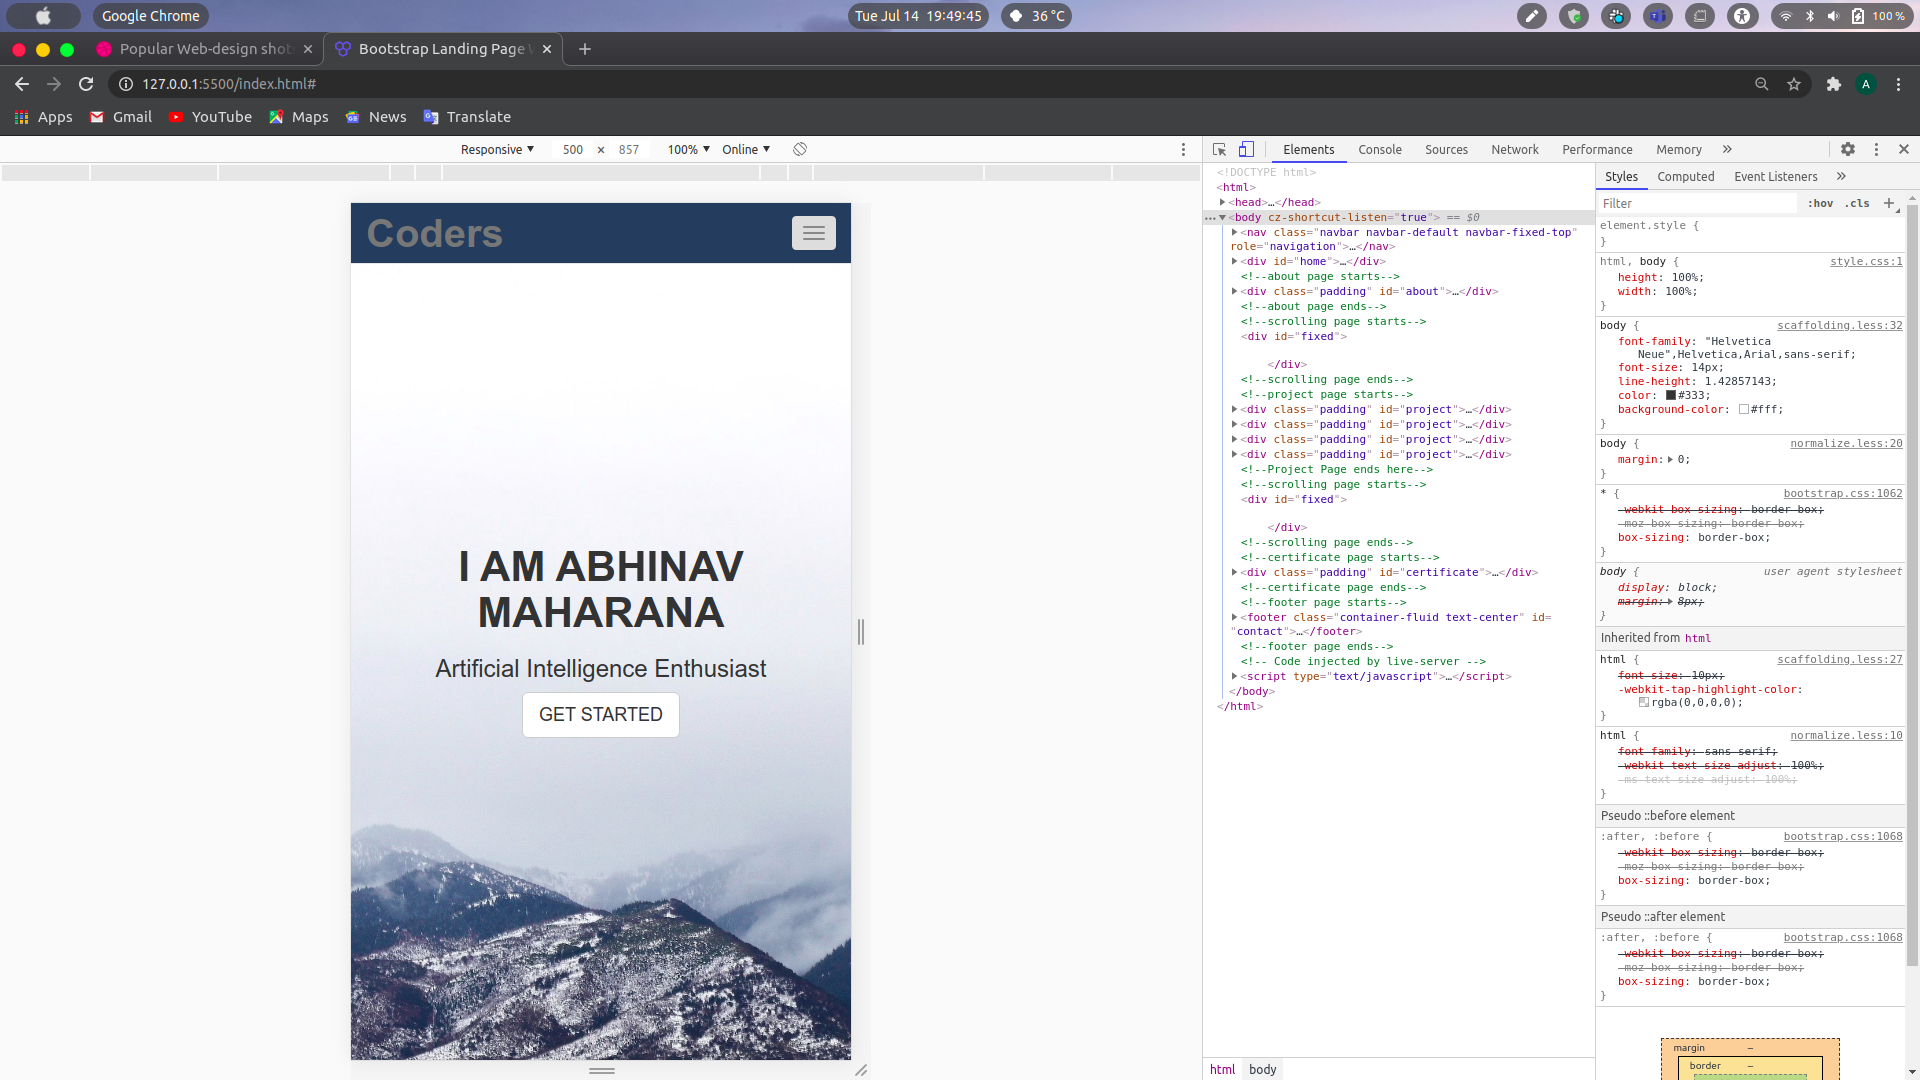 Google Chrome
Tue Jul 14 19:49:45
36 °C
100 %
Popular Web-design shots
Bootstrap Landing Page W
127.0.0.1:5500/index.html#
A
Apps
Gmail
YouTube
Maps
News
Translate
Responsive ▼ 500 × 857 100% ▼ Online ▼
Coders
I AM ABHINAV
MAHARANA
Artificial Intelligence Enthusiast
GET STARTED
Elements Console Sources Network Performance Memory »
<!DOCTYPE html>
<html>
<head>…</head>
<body cz-shortcut-listen="true"> == $0
<nav class="navbar navbar-default navbar-fixed-top"
role="navigation">…</nav>
<div id="home">…</div>
<!--about page starts-->
<div class="padding" id="about">…</div>
<!--about page ends-->
<!--scrolling page starts-->
<div id="fixed">
</div>
<!--scrolling page ends-->
<!--project page starts-->
<div class="padding" id="project">…</div>
<div class="padding" id="project">…</div>
<div class="padding" id="project">…</div>
<div class="padding" id="project">…</div>
<!--Project Page ends here-->
<!--scrolling page starts-->
<div id="fixed">
</div>
<!--scrolling page ends-->
<!--certificate page starts-->
<div class="padding" id="certificate">…</div>
<!--certificate page ends-->
<!--footer page starts-->
<footer class="container-fluid text-center" id=
"contact">…</footer>
<!--footer page ends-->
<!-- Code injected by live-server -->
<script type="text/javascript">…</script>
</body>
</html>
html body
Styles Computed Event Listeners »
Filter :hov .cls +
element.style {
}
html, body { style.css:1
height: 100%;
width: 100%;
}
body { scaffolding.less:32
font-family: "Helvetica
Neue",Helvetica,Arial,sans-serif;
font-size: 14px;
line-height: 1.42857143;
color: #333;
background-color: #fff;
}
body { normalize.less:20
margin: 0;
}
* { bootstrap.css:1062
-webkit-box-sizing: border-box;
-moz-box-sizing: border-box;
box-sizing: border-box;
}
body { user agent stylesheet
display: block;
margin: 8px;
}
Inherited from html
html { scaffolding.less:27
font-size: 10px;
-webkit-tap-highlight-color:
rgba(0,0,0,0);
}
html { normalize.less:10
font-family: sans-serif;
-webkit-text-size-adjust: 100%;
-ms-text-size-adjust: 100%;
}
Pseudo ::before element
:after, :before { bootstrap.css:1068
-webkit-box-sizing: border-box;
-moz-box-sizing: border-box;
box-sizing: border-box;
}
Pseudo ::after element
:after, :before { bootstrap.css:1068
-webkit-box-sizing: border-box;
-moz-box-sizing: border-box;
box-sizing: border-box;
}
margin –
border –